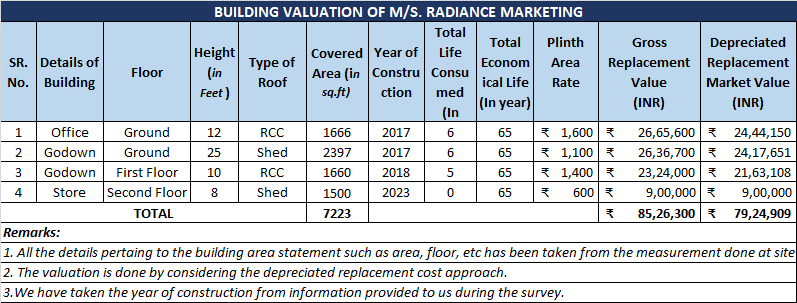 BUILDING VALUATION OF M/S. RADIANCE MARKETING
SR. No. Details of Building Floor Height (in Feet ) Type of Roof Covered Area (in sq.ft) Year of Constru ction Total Life Consu med (In Total Econom ical Life (In year) Plinth Area Rate Gross Replacement Value (INR) Depreciated Replacement Market Value (INR)
1 Office Ground 12 RCC 1666 2017 6 65 ₹ 1,600 ₹ 26,65,600 ₹ 24,44,150
2 Godown Ground 25 Shed 2397 2017 6 65 ₹ 1,100 ₹ 26,36,700 ₹ 24,17,651
3 Godown First Floor 10 RCC 1660 2018 5 65 ₹ 1,400 ₹ 23,24,000 ₹ 21,63,108
4 Store Second Floor 8 Shed 1500 2023 0 65 ₹ 600 ₹ 9,00,000 ₹ 9,00,000
TOTAL 7223 ₹ 85,26,300 ₹ 79,24,909
Remarks:
1. All the details pertaing to the building area statement such as area, floor, etc has been taken from the measurement done at site
2. The valuation is done by considering the depreciated replacement cost approach.
3.We have taken the year of construction from information provided to us during the survey.